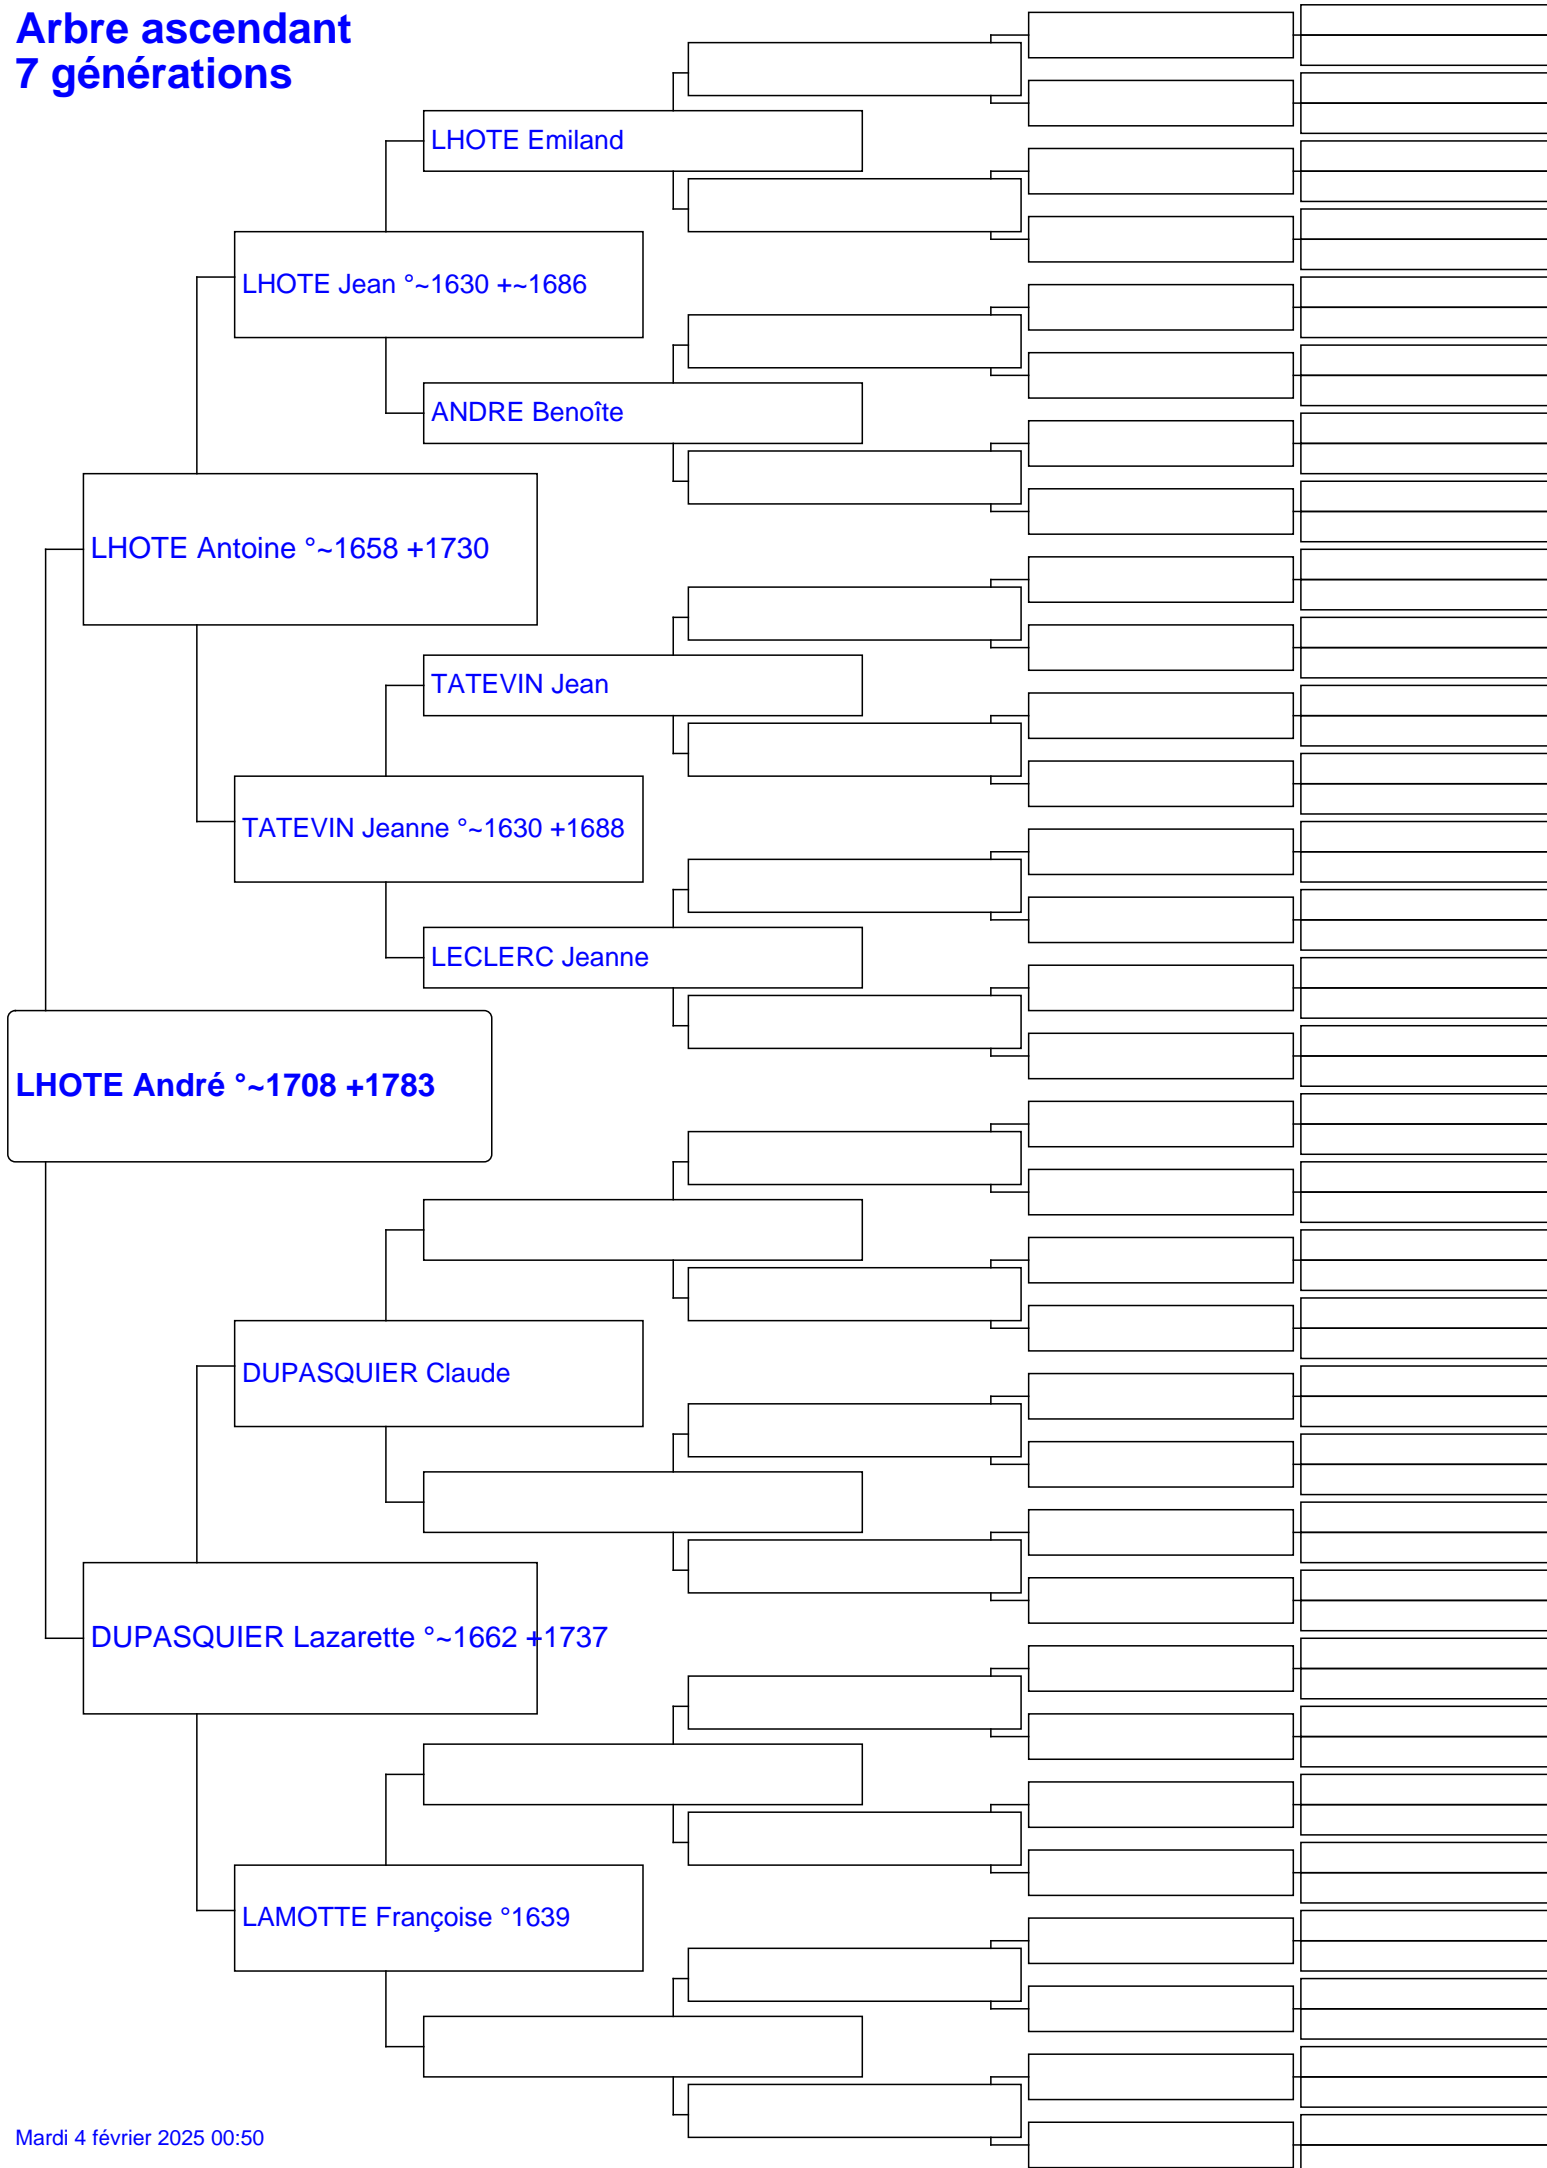 Arbre ascendant
7 générations
LHOTE Emiland
LHOTE Jean °~1630 +~1686
ANDRE Benoîte
LHOTE Antoine °~1658 +1730
TATEVIN Jean
TATEVIN Jeanne °~1630 +1688
LECLERC Jeanne
LHOTE André °~1708 +1783
DUPASQUIER Claude
DUPASQUIER Lazarette °~1662 +1737
LAMOTTE Françoise °1639
Mardi 4 février 2025 00:50